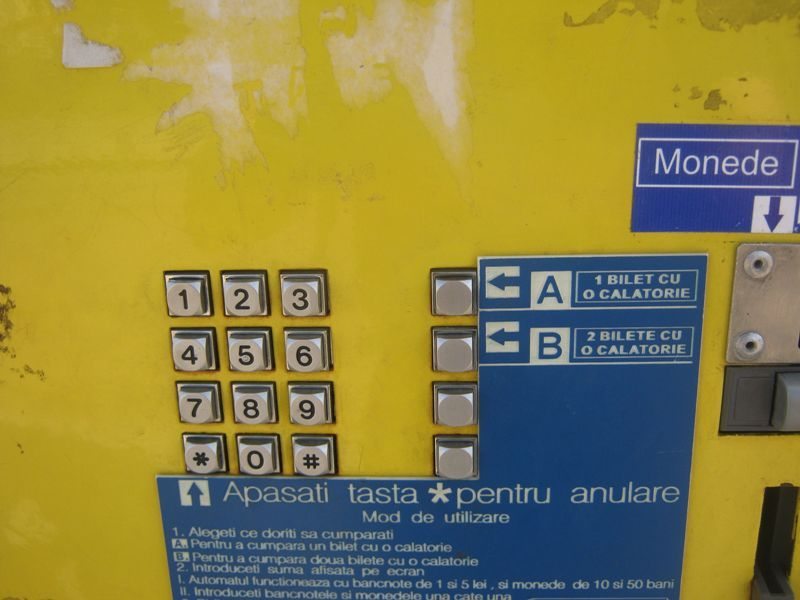 Monede
1 2 3
A 1 BILET CU
O CALATORIE
4 5 6
B 2 BILETE CU
O CALATORIE
7 8 9
* 0 #
Apasati tasta * pentru anulare
Mod de utilizare
1. Alegeti ce doriti sa cumparati
A. Pentru a cumpara un bilet cu o calatorie
B. Pentru a cumpara doua bilete cu o calatorie
2. Introduceti suma afisata pe ecran
I. Automatul functioneaza cu bancnote de 1 si 5 lei , si monede de 10 si 50 bani
II. Introduceti bancnotele si monedele una cate una